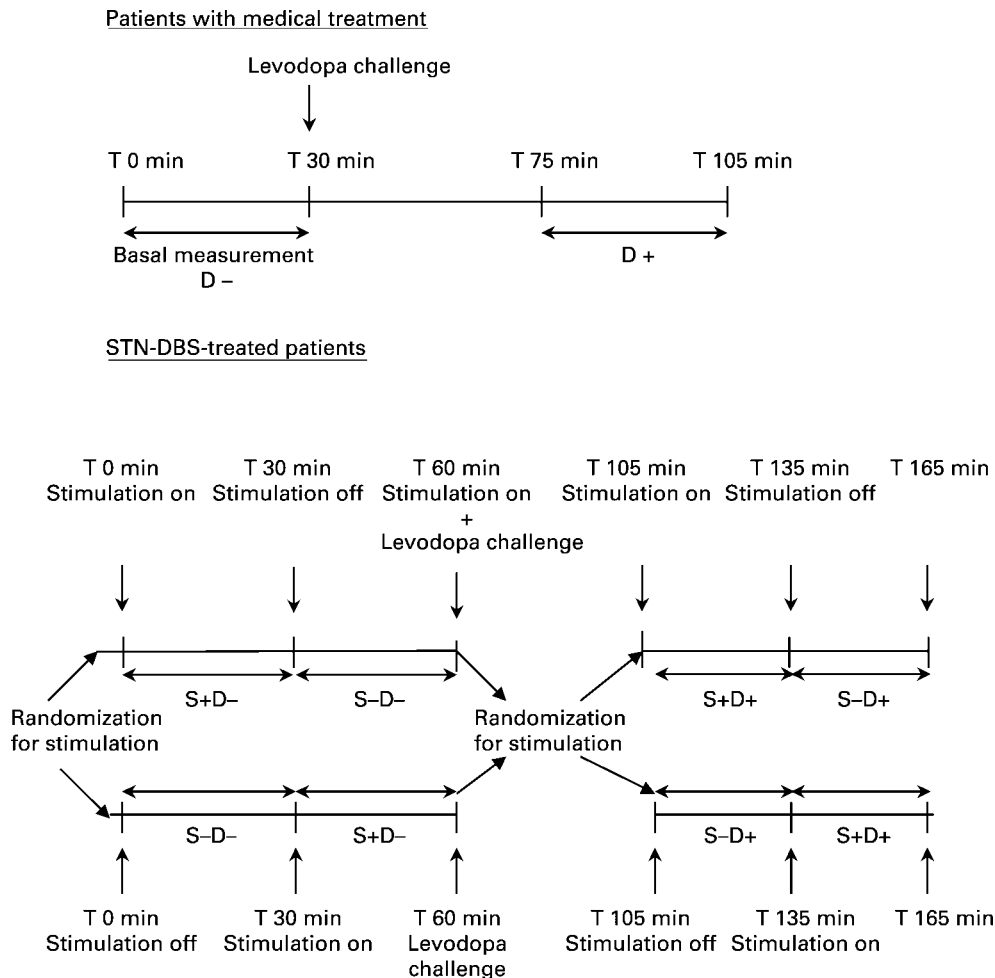 Patients with medical treatment
Levodopa challenge
T 0 min T 30 min T 75 min T 105 min
Basal measurement
D –
D +
STN-DBS-treated patients
T 0 min
Stimulation on
T 30 min
Stimulation off
T 60 min
Stimulation on
+
Levodopa challenge
T 105 min
Stimulation on
T 135 min
Stimulation off
T 165 min
S+D– S–D– S+D+ S–D+
Randomization
for stimulation
Randomization
for stimulation
S–D– S+D– S–D+ S+D+
T 0 min
Stimulation off
T 30 min
Stimulation on
T 60 min
Levodopa
challenge
T 105 min
Stimulation off
T 135 min
Stimulation on
T 165 min